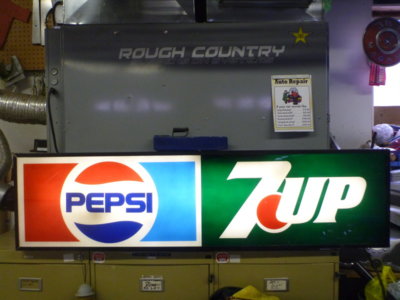 ROUGH COUNTRY
Auto Repair
PEPSI
7UP